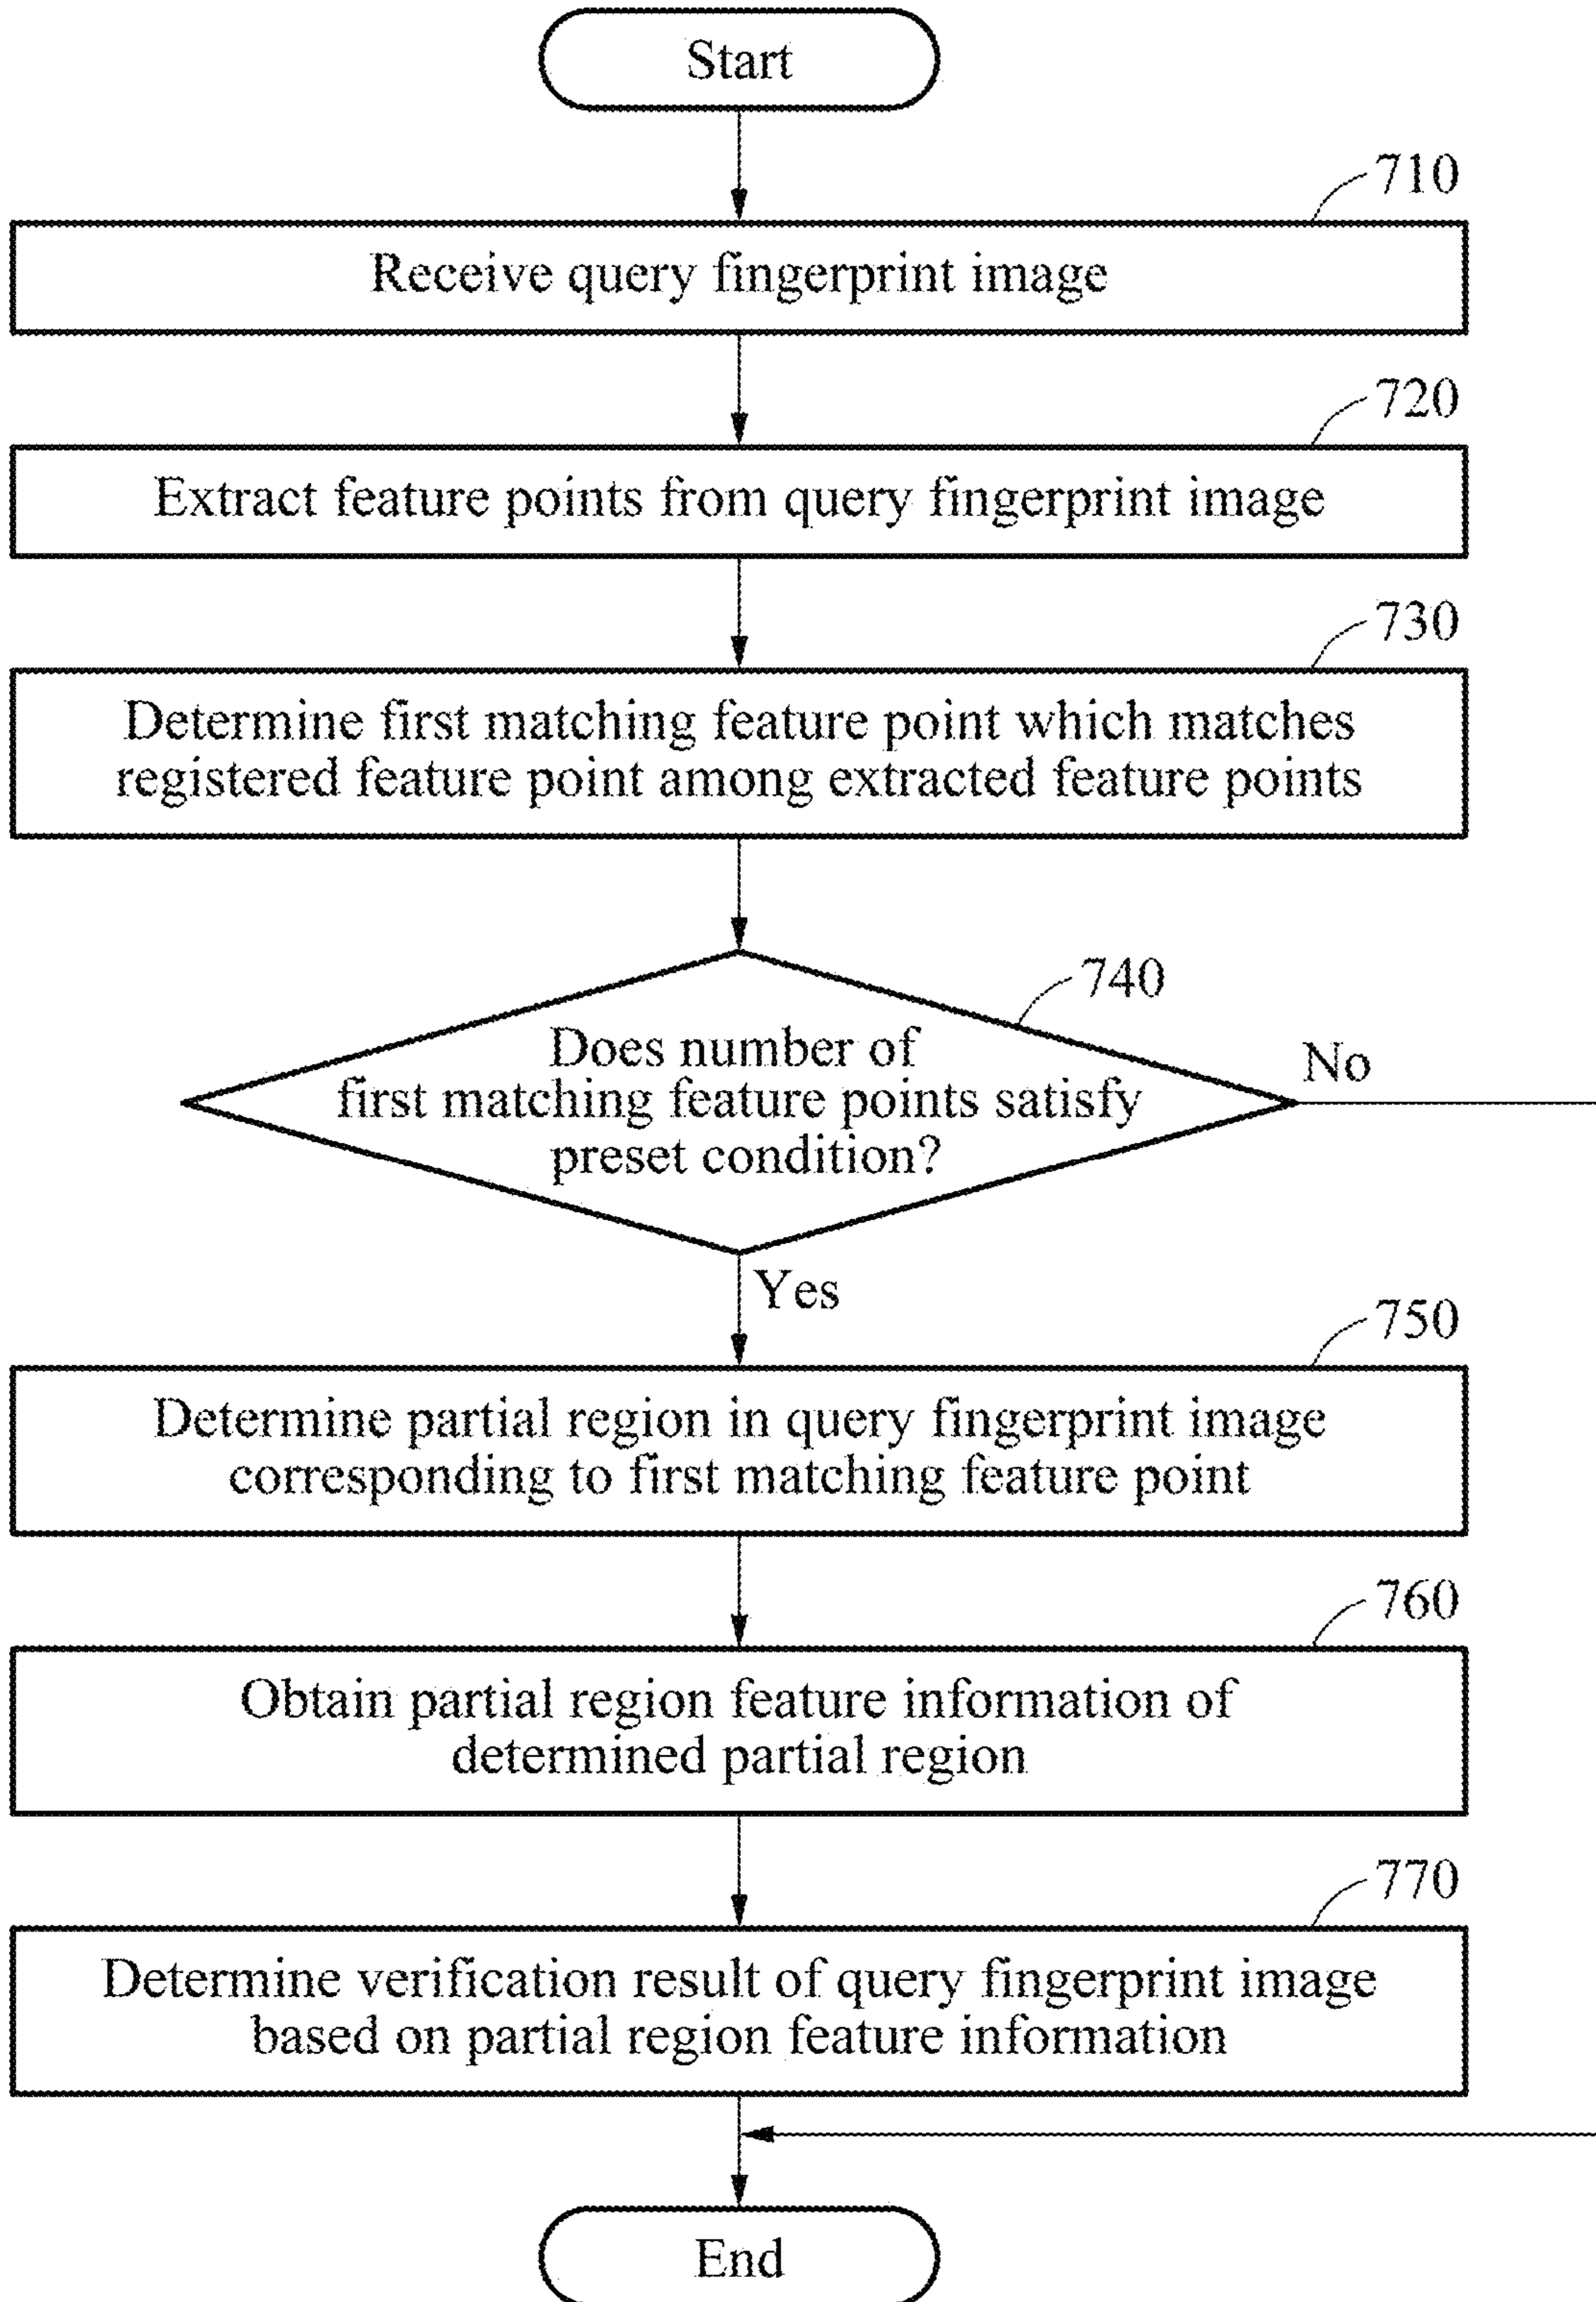 Start
710
Receive query fingerprint image
720
Extract feature points from query fingerprint image
730
Determine first matching feature point which matches
registered feature point among extracted feature points
740
Does number of
first matching feature points satisfy
preset condition?
No
Yes
750
Determine partial region in query fingerprint image
corresponding to first matching feature point
760
Obtain partial region feature information of
determined partial region
770
Determine verification result of query fingerprint image
based on partial region feature information
End